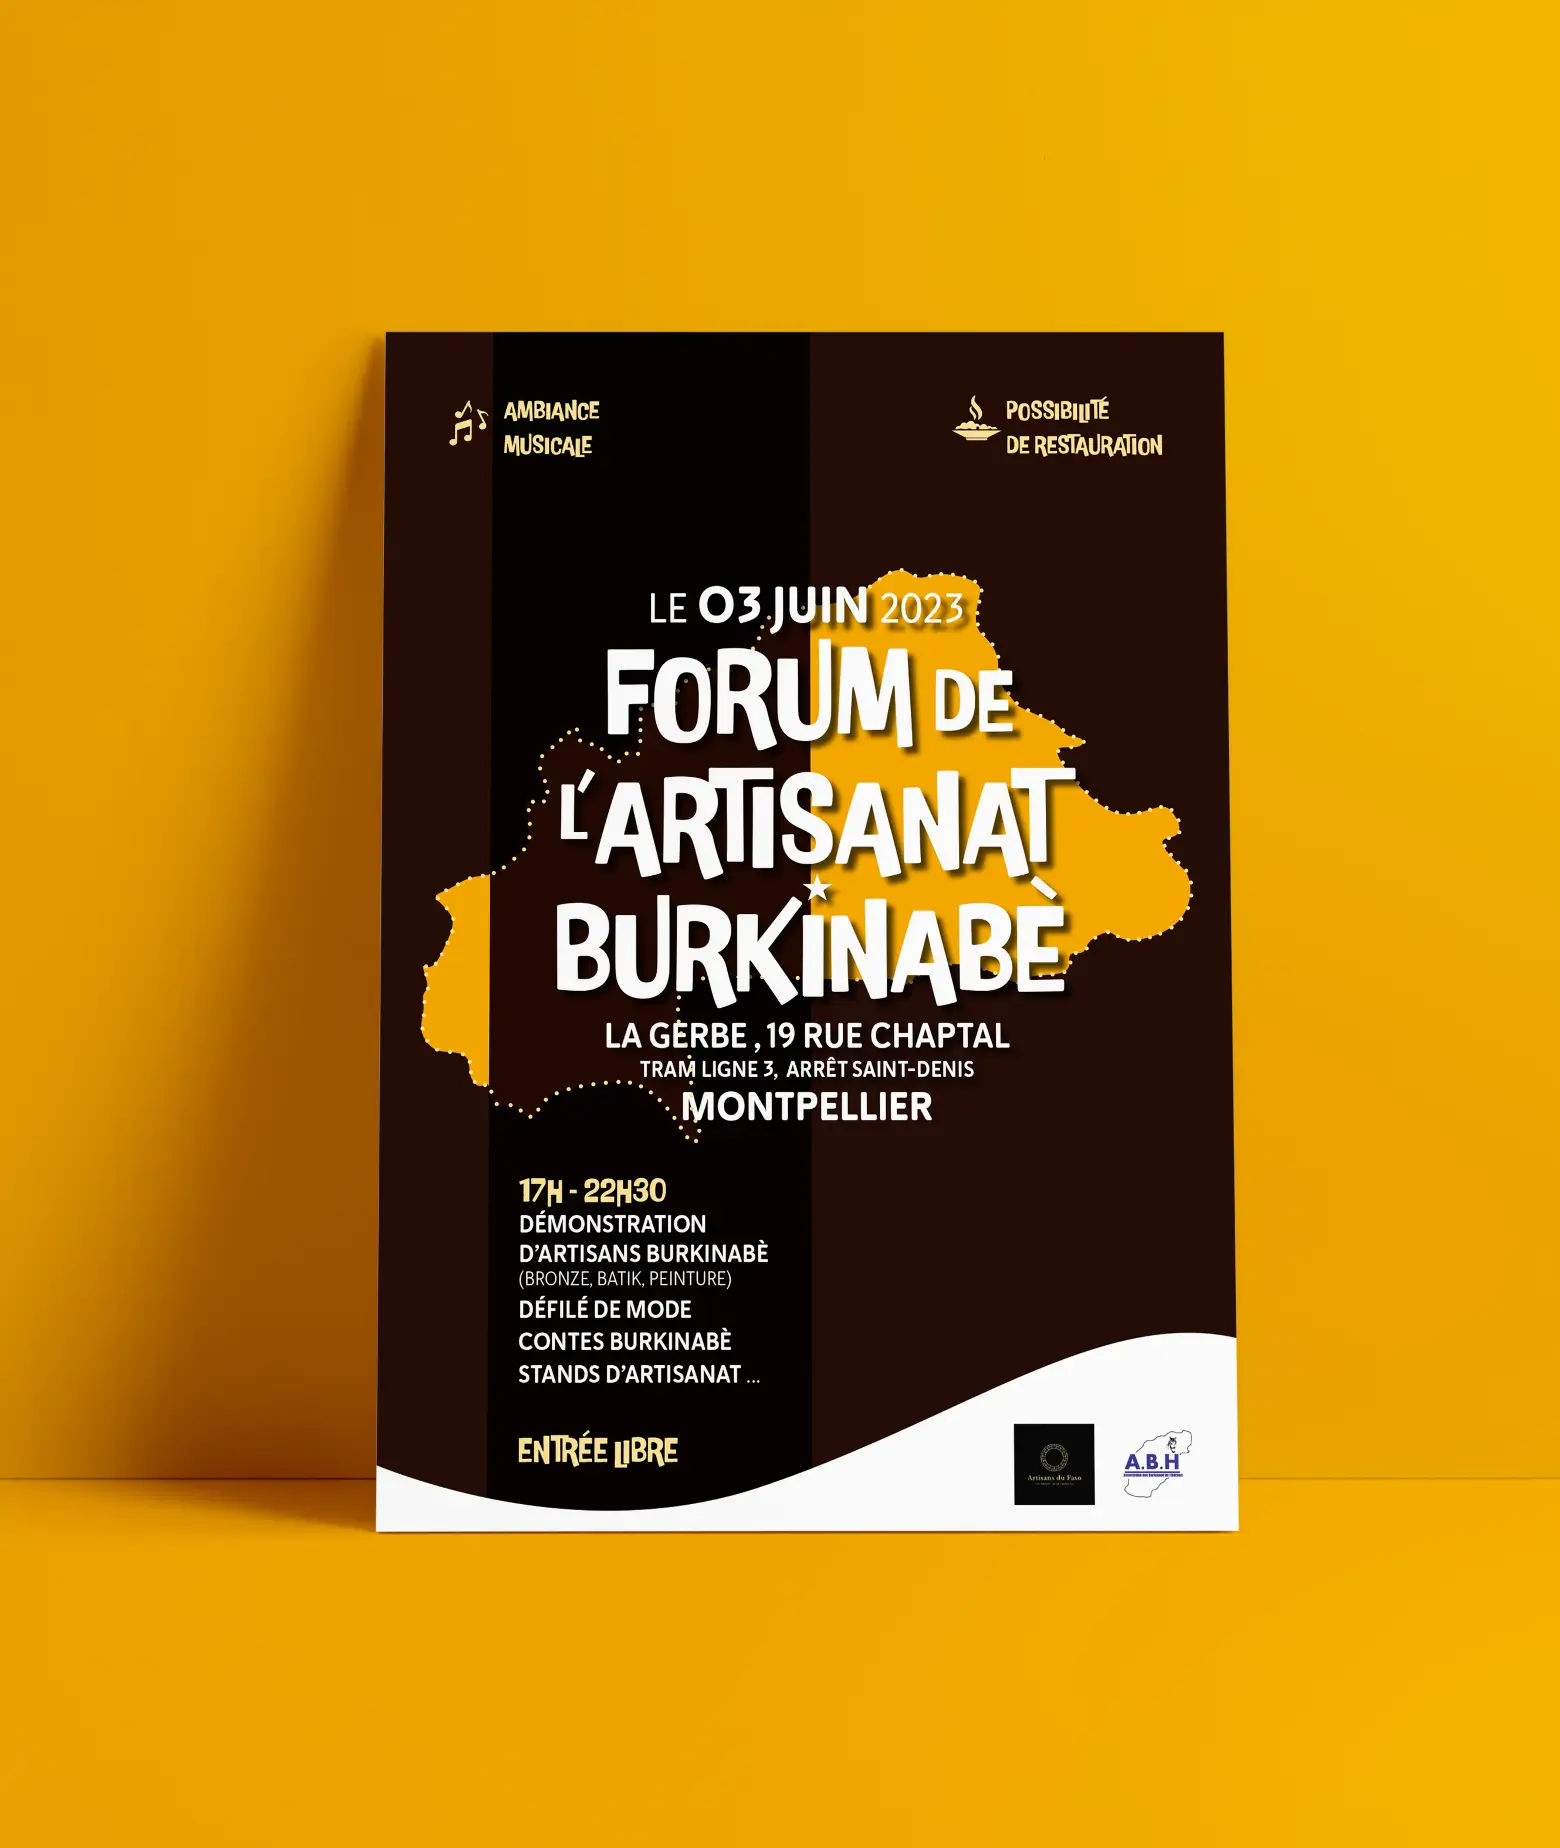 AMBIANCE
MUSICALE
POSSIBILITÉ
DE RESTAURATION
LE 03 JUIN 2023
FORUM DE
L'ARTISANAT
BURKINABÈ
LA GERBE , 19 RUE CHAPTAL
TRAM LIGNE 3, ARRÊT SAINT-DENIS
MONTPELLIER
17H - 22H30
DÉMONSTRATION
D'ARTISANS BURKINABÈ
(BRONZE, BATIK, PEINTURE)
DÉFILÉ DE MODE
CONTES BURKINABÈ
STANDS D'ARTISANAT ...
ENTRÉE LIBRE
Artisans du Faso
A.B.H